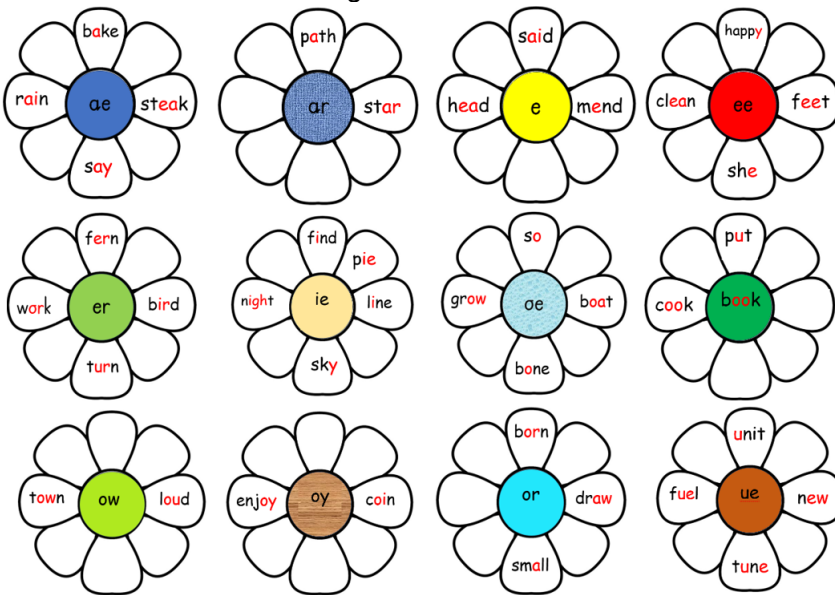 bake
rain ae steak
say
path
ar star
said
head e mend
happy
clean ee feet
she
fern
work er bird
turn
find
pie
night ie line
sky
so
grow oe boat
bone
put
cook book
town ow loud
enjoy oy coin
born
or draw
small
unit
fuel ue new
tune